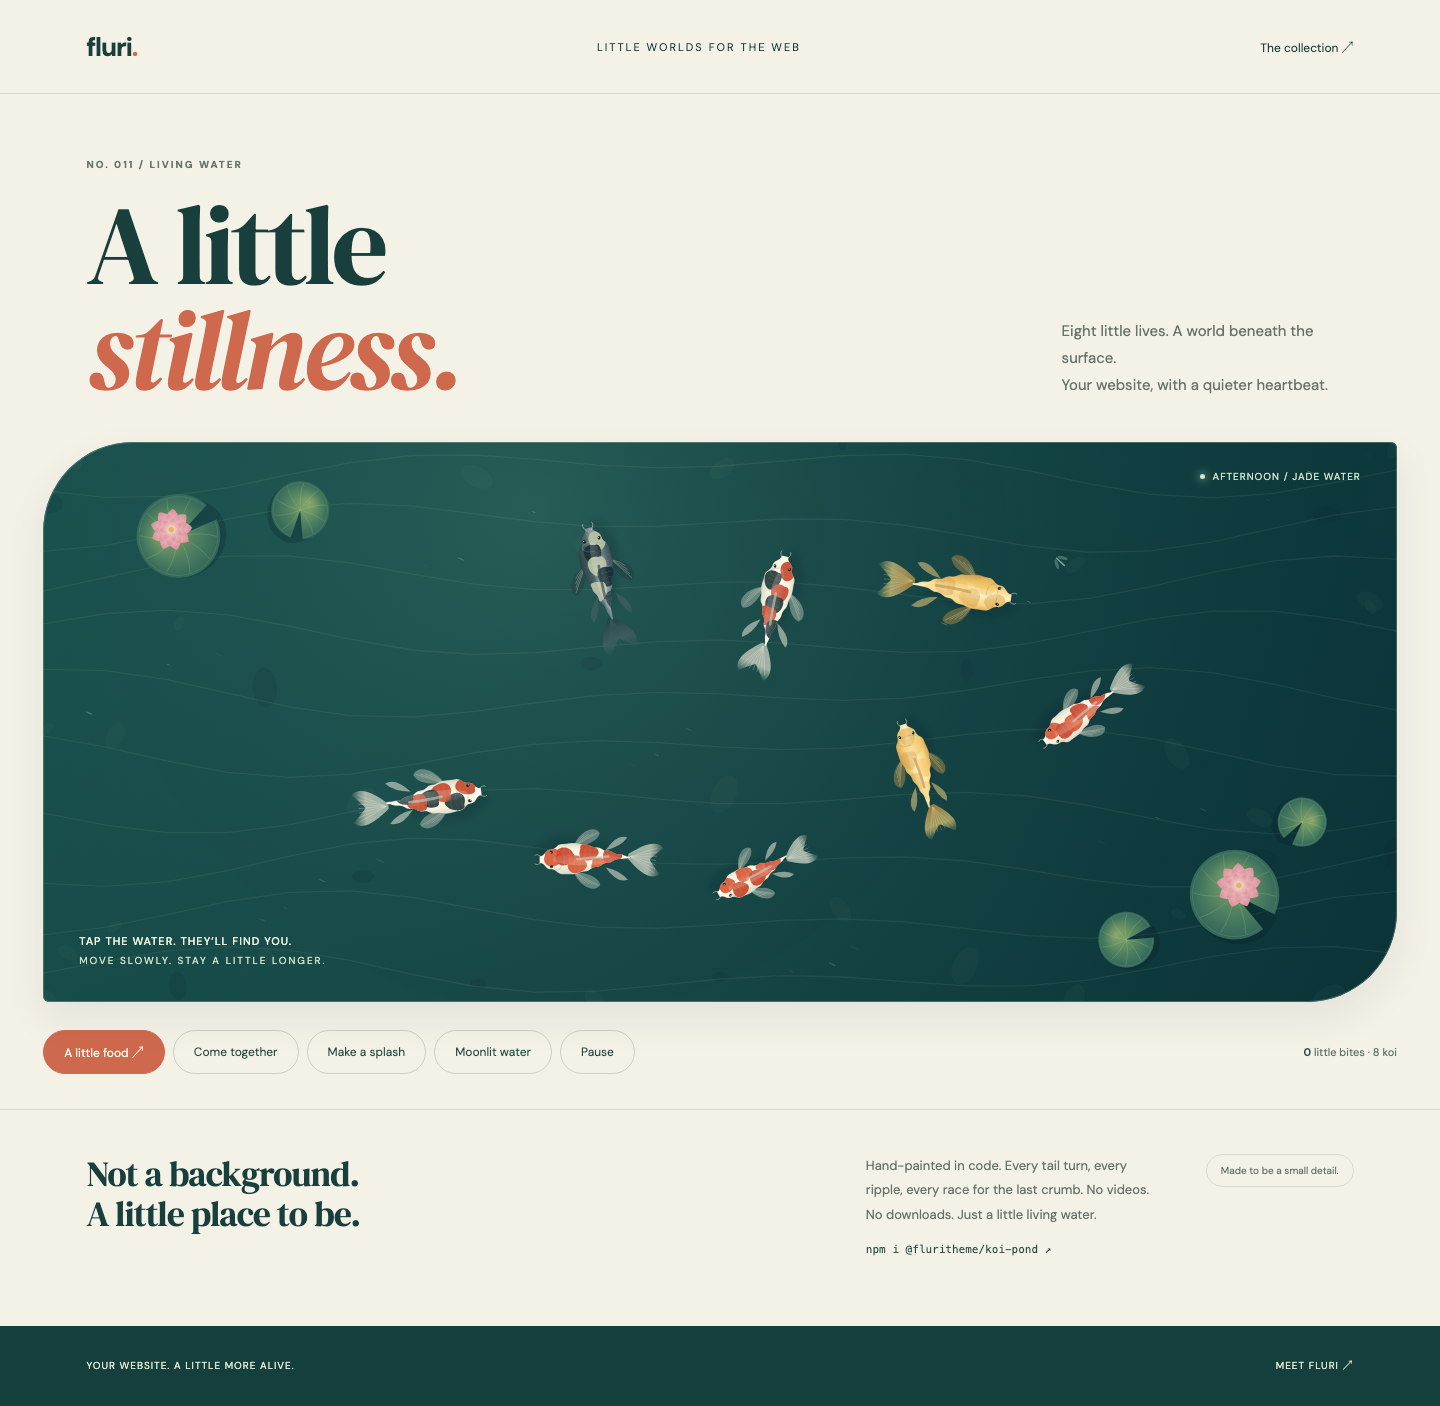 fluri.
LITTLE WORLDS FOR THE WEB
The collection ↗
NO. 011 / LIVING WATER
A little
stillness.
Eight little lives. A world beneath the
surface.
Your website, with a quieter heartbeat.
AFTERNOON / JADE WATER
TAP THE WATER. THEY’LL FIND YOU.
MOVE SLOWLY. STAY A LITTLE LONGER.
A little food ↗
Come together
Make a splash
Moonlit water
Pause
0 little bites · 8 koi
Not a background.
A little place to be.
Hand-painted in code. Every tail turn, every
ripple, every race for the last crumb. No videos.
No downloads. Just a little living water.
npm i @fluritheme/koi-pond ↗
Made to be a small detail.
YOUR WEBSITE. A LITTLE MORE ALIVE.
MEET FLURI ↗